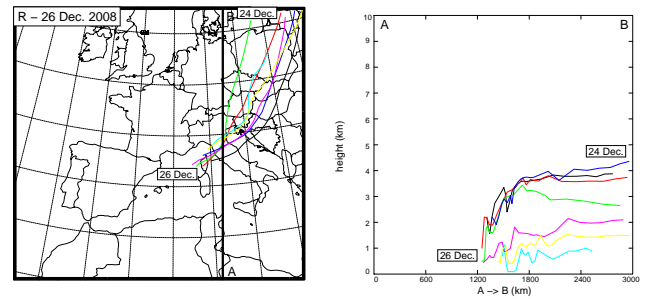 R – 26 Dec. 2008
B
24 Dec.
26 Dec.
A
A
B
10
9
8
7
6
5
4
3
2
1
0
height (km)
24 Dec.
26 Dec.
0
600
1200
1800
2400
3000
A –> B (km)